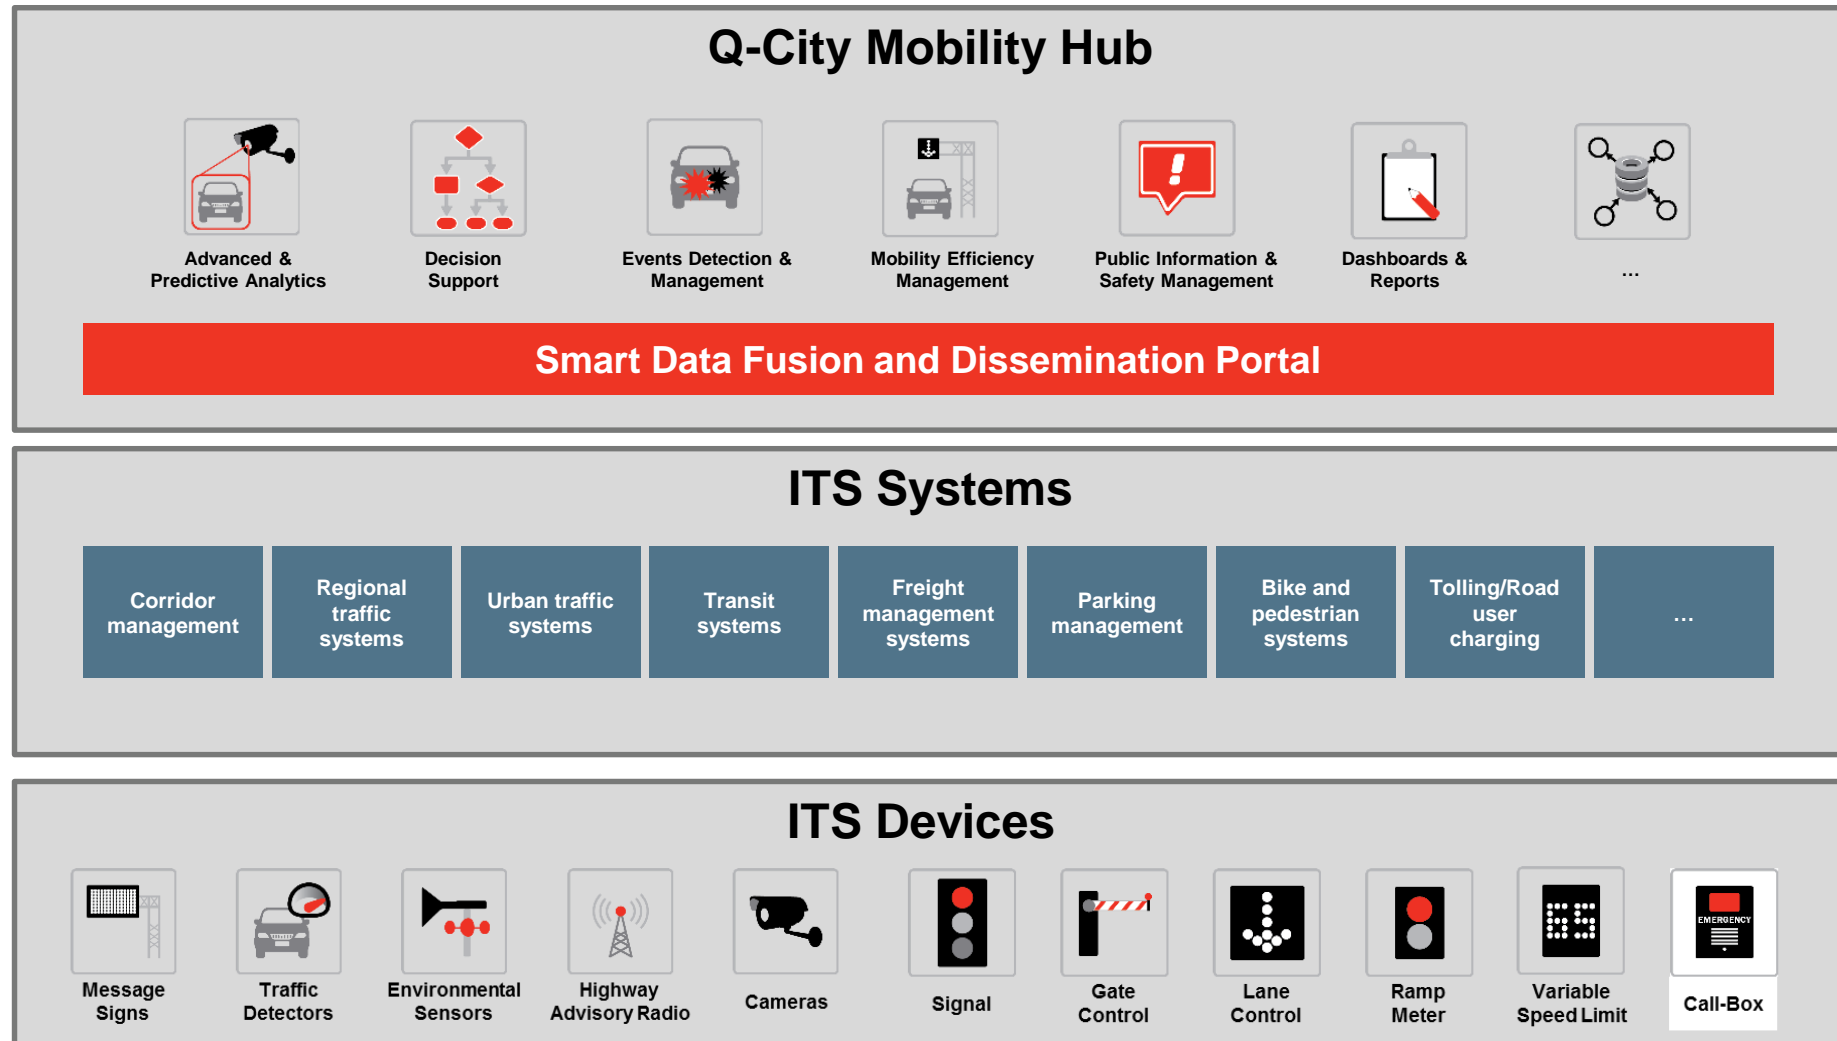 Q-City Mobility Hub
Advanced &
Predictive Analytics
Decision
Support
Events Detection &
Management
Mobility Efficiency
Management
Public Information &
Safety Management
Dashboards &
Reports
...
Smart Data Fusion and Dissemination Portal
ITS Systems
Corridor
management
Regional
traffic
systems
Urban traffic
systems
Transit
systems
Freight
management
systems
Parking
management
Bike and
pedestrian
systems
Tolling/Road
user
charging
...
ITS Devices
65
EMERGENCY
Message
Signs
Traffic
Detectors
Environmental
Sensors
Highway
Advisory Radio
Cameras
Signal
Gate
Control
Lane
Control
Ramp
Meter
Variable
Speed Limit
Call-Box